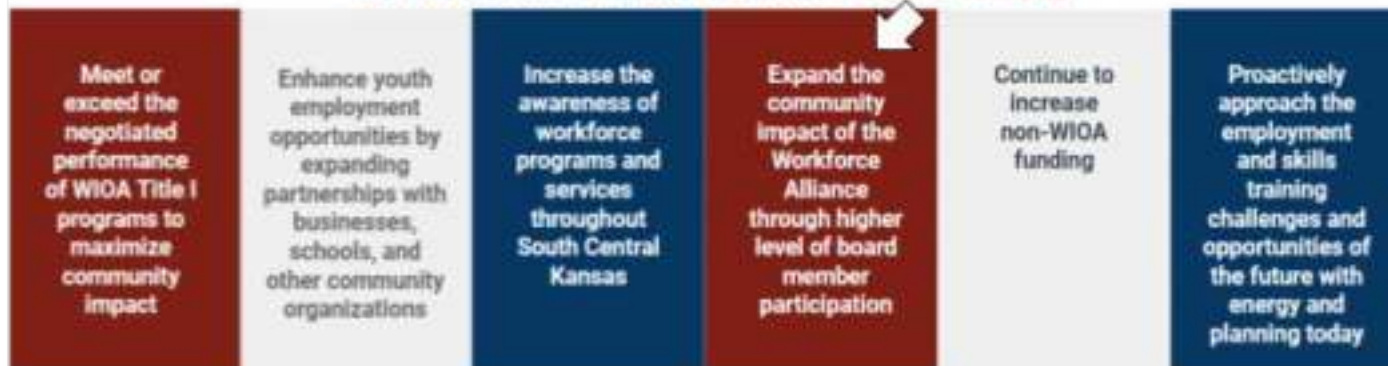 Meet or
exceed the
negotiated
performance
of WIOA Title I
programs to
maximize
community
impact
Enhance youth
employment
opportunities by
expanding
partnerships with
businesses,
schools, and
other community
organizations
Increase the
awareness of
workforce
programs and
services
throughout
South Central
Kansas
Expand the
community
impact of the
Workforce
Alliance
through higher
level of board
member
participation
Continue to
increase
non-WIOA
funding
Proactively
approach the
employment
and skills
training
challenges and
opportunities of
the future with
energy and
planning today